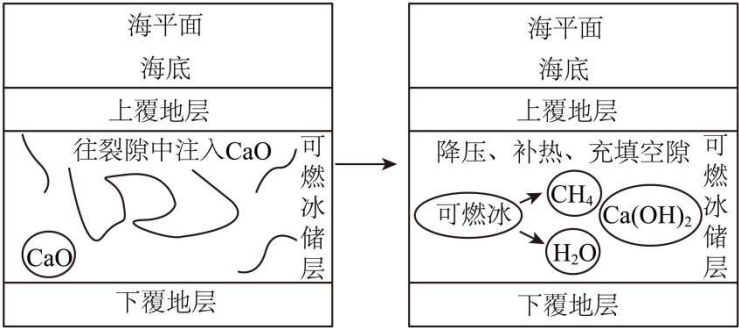 海平面
海底
上覆地层
往裂隙中注入CaO
可燃冰储层
CaO
下覆地层
海平面
海底
上覆地层
降压、补热、充填空隙
可燃冰储层
可燃冰
CH₄
Ca(OH)₂
H₂O
下覆地层